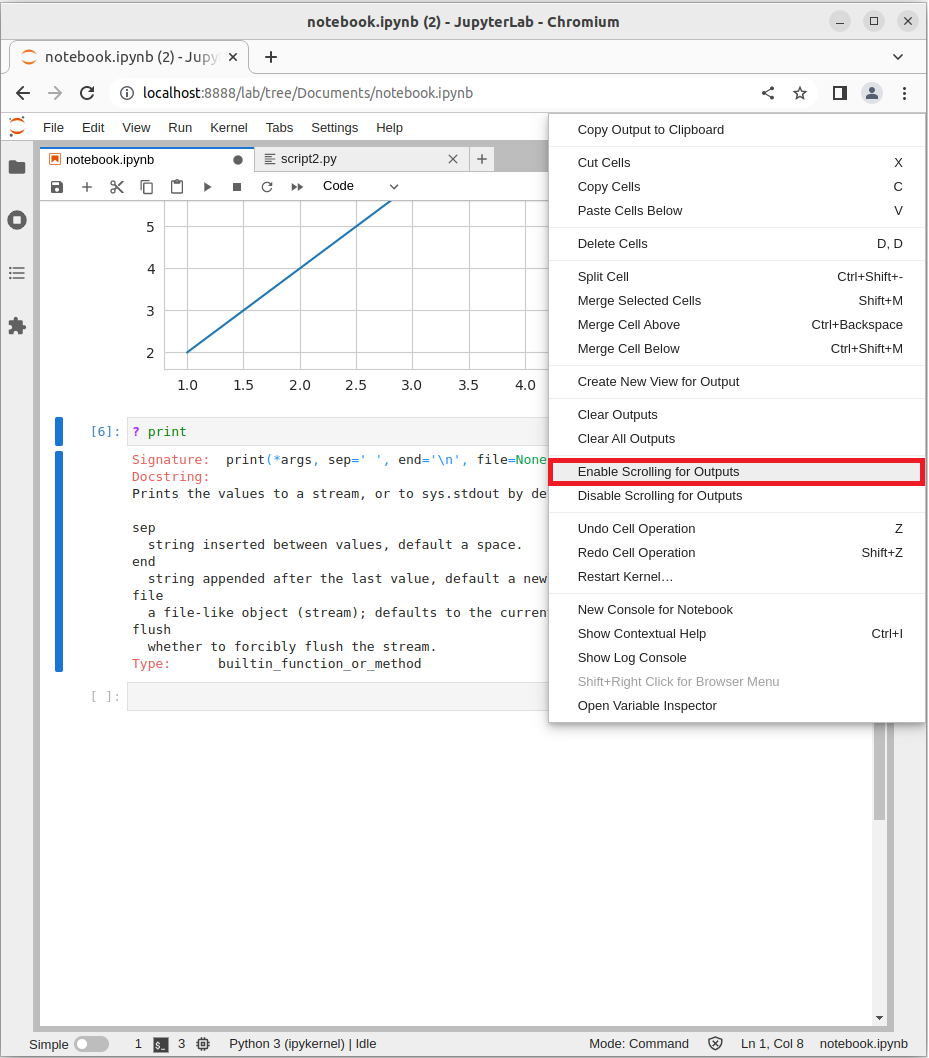 notebook.ipynb (2) - JupyterLab - Chromium
notebook.ipynb (2) - Jupy
localhost:8888/lab/tree/Documents/notebook.ipynb
File Edit View Run Kernel Tabs Settings Help
notebook.ipynb
script2.py
Code
5
4
3
2
1.0 1.5 2.0 2.5 3.0 3.5 4.0
[6]: ? print
Signature: print(*args, sep=' ', end='\n', file=None
Docstring:
Prints the values to a stream, or to sys.stdout by de
sep
string inserted between values, default a space.
end
string appended after the last value, default a new
file
a file-like object (stream); defaults to the curren
flush
whether to forcibly flush the stream.
Type: builtin_function_or_method
[ ]:
Copy Output to Clipboard
Cut Cells X
Copy Cells C
Paste Cells Below V
Delete Cells D, D
Split Cell Ctrl+Shift+-
Merge Selected Cells Shift+M
Merge Cell Above Ctrl+Backspace
Merge Cell Below Ctrl+Shift+M
Create New View for Output
Clear Outputs
Clear All Outputs
Enable Scrolling for Outputs
Disable Scrolling for Outputs
Undo Cell Operation Z
Redo Cell Operation Shift+Z
Restart Kernel…
New Console for Notebook
Show Contextual Help Ctrl+I
Show Log Console
Shift+Right Click for Browser Menu
Open Variable Inspector
Simple 1 $_ 3 Python 3 (ipykernel) | Idle Mode: Command Ln 1, Col 8 notebook.ipynb